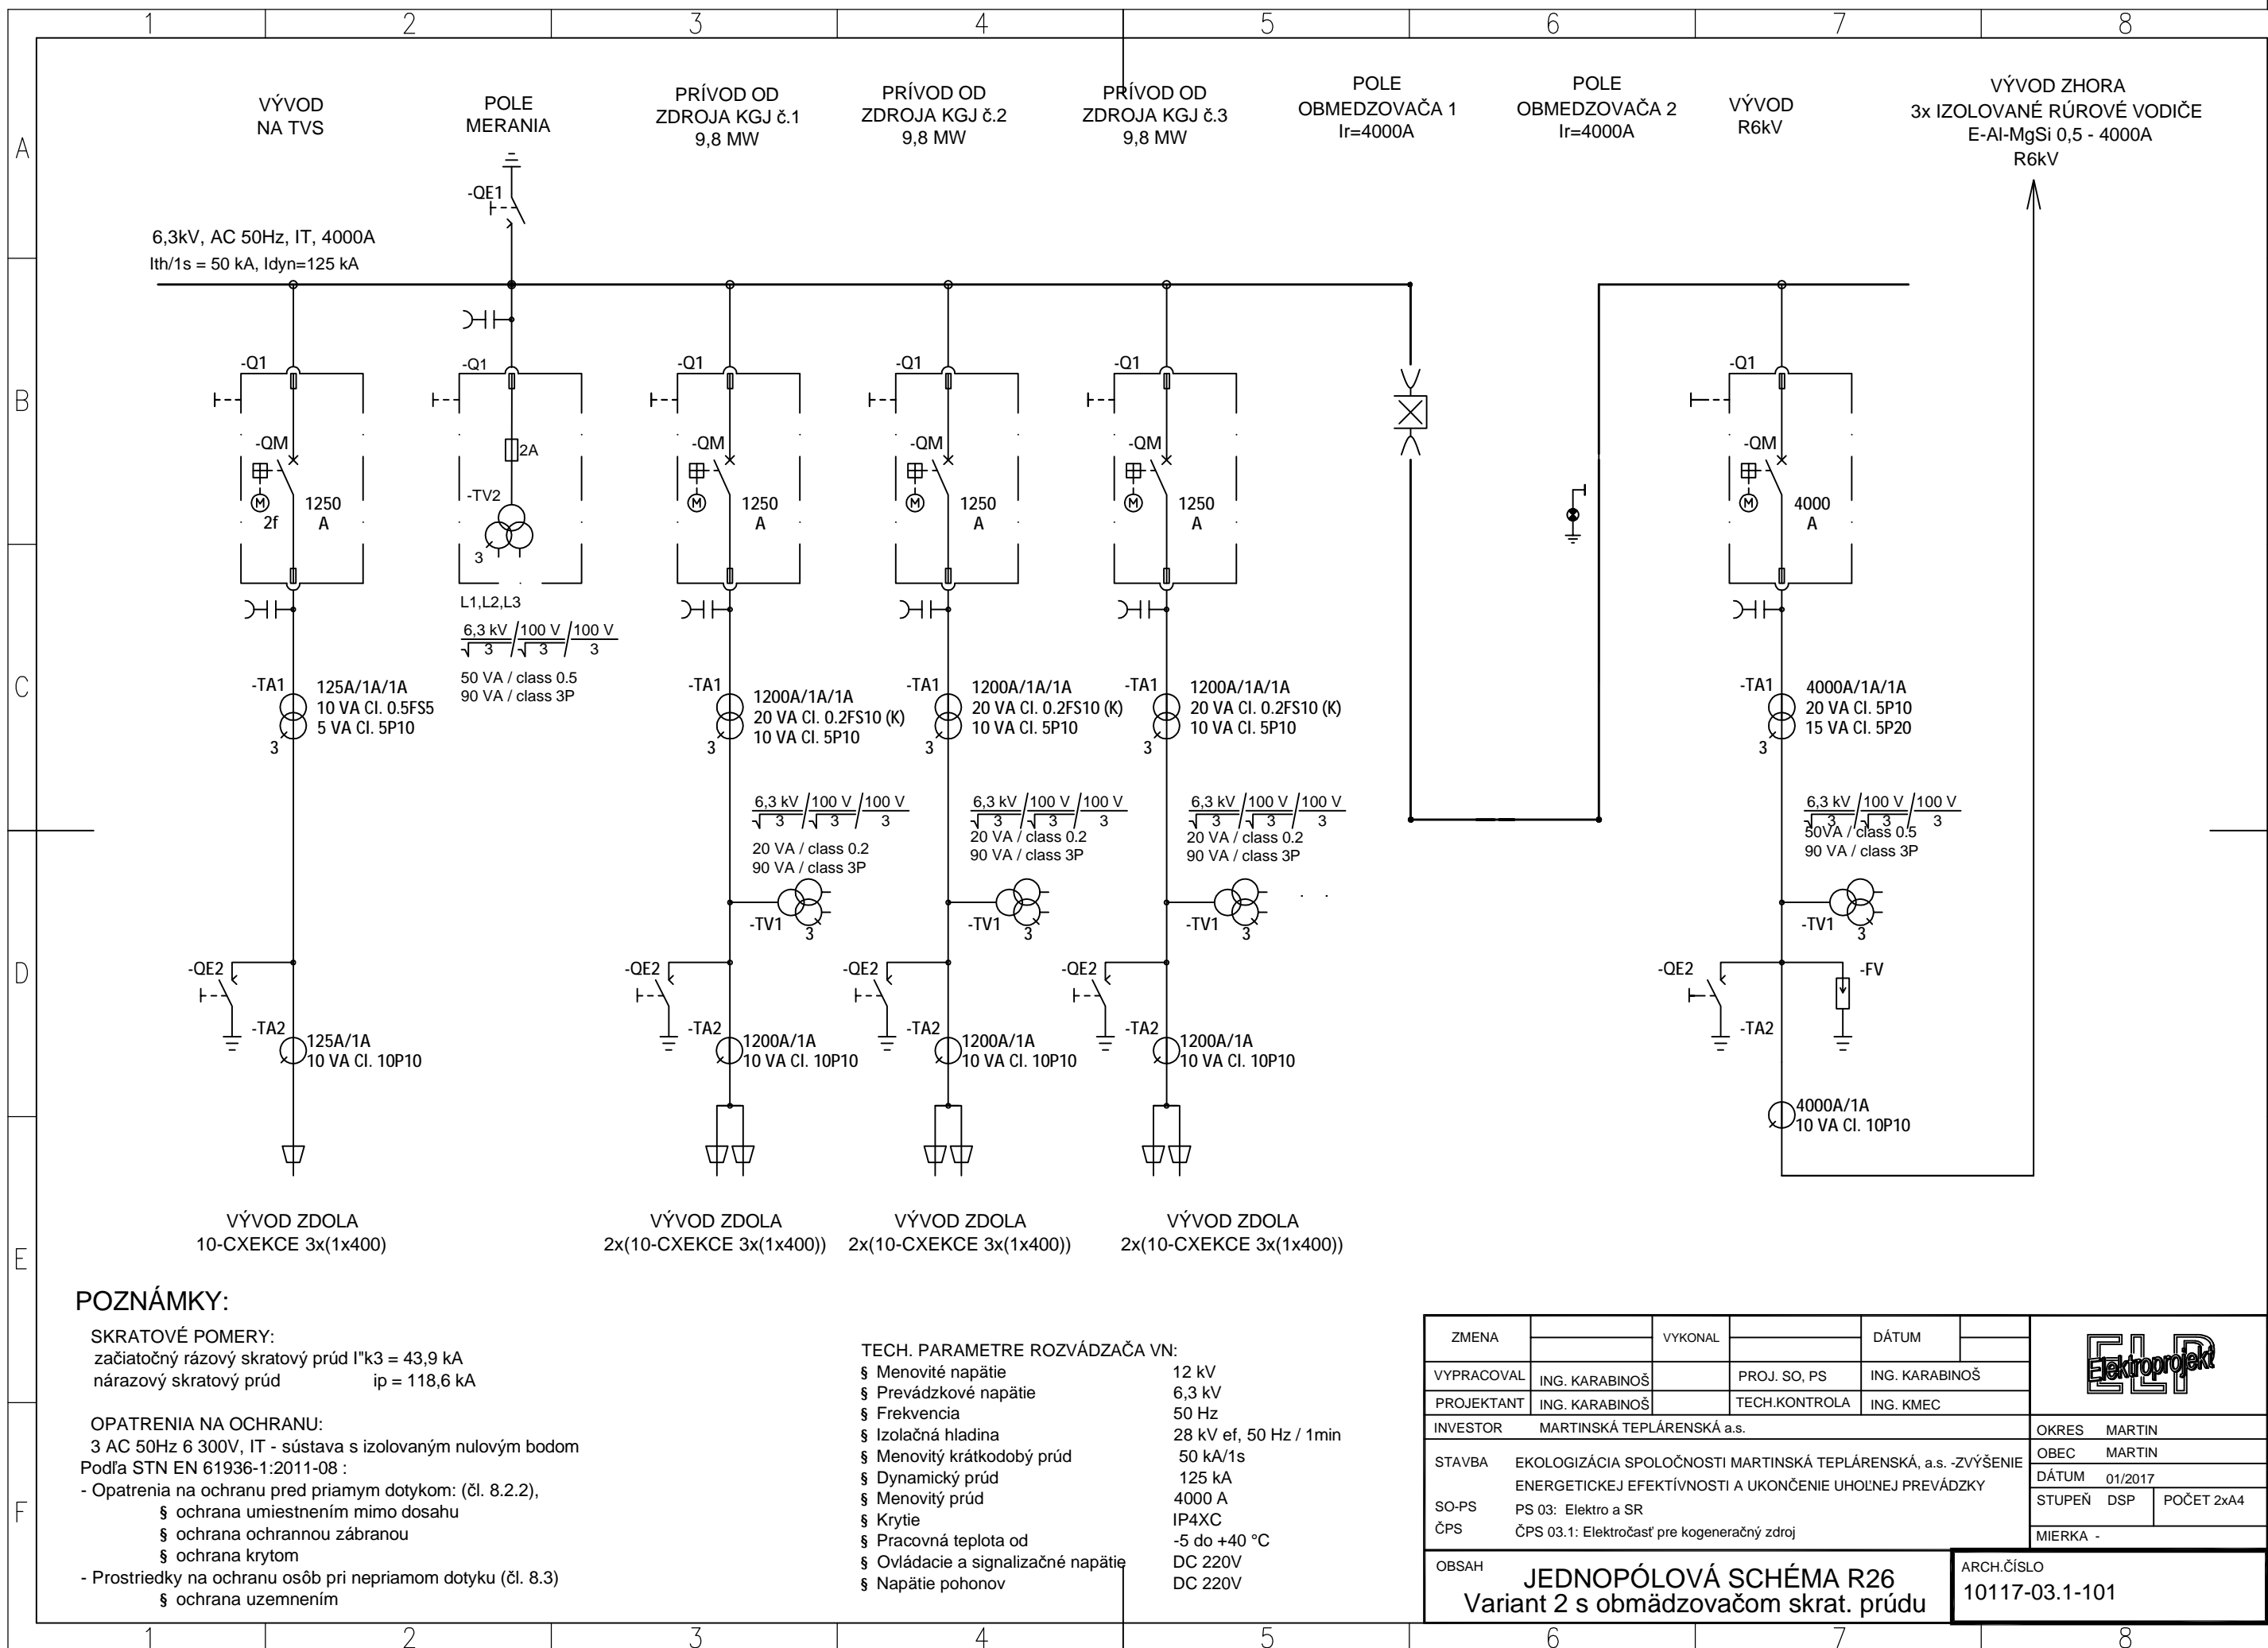 1 2 3 4 5 6 7 8
A
B
C
D
E
F
VÝVOD
NA TVS
POLE
MERANIA
PRÍVOD OD
ZDROJA KGJ č.1
9,8 MW
PRÍVOD OD
ZDROJA KGJ č.2
9,8 MW
PRÍVOD OD
ZDROJA KGJ č.3
9,8 MW
POLE
OBMEDZOVAČA 1
Ir=4000A
POLE
OBMEDZOVAČA 2
Ir=4000A
VÝVOD
R6kV
VÝVOD ZHORA
3x IZOLOVANÉ RÚROVÉ VODIČE
E-Al-MgSi 0,5 - 4000A
R6kV
-QE1
6,3kV, AC 50Hz, IT, 4000A
Ith/1s = 50 kA, Idyn=125 kA
-Q1
-QM
M
2f
1250
A
-TA1
125A/1A/1A
10 VA Cl. 0.5FS5
5 VA Cl. 5P10
3
-QE2
-TA2
125A/1A
10 VA Cl. 10P10
VÝVOD ZDOLA
10-CXEKCE 3x(1x400)
-Q1
2A
-TV2
3
L1,L2,L3
6,3 kV / 100 V / 100 V
√3 √3 3
50 VA / class 0.5
90 VA / class 3P
-Q1
-QM
M
1250
A
-TA1
1200A/1A/1A
20 VA Cl. 0.2FS10 (K)
10 VA Cl. 5P10
3
6,3 kV / 100 V / 100 V
√3 √3 3
20 VA / class 0.2
90 VA / class 3P
-TV1
3
-QE2
-TA2
1200A/1A
10 VA Cl. 10P10
VÝVOD ZDOLA
2x(10-CXEKCE 3x(1x400))
-Q1
-QM
M
1250
A
-TA1
1200A/1A/1A
20 VA Cl. 0.2FS10 (K)
10 VA Cl. 5P10
3
6,3 kV / 100 V / 100 V
√3 √3 3
20 VA / class 0.2
90 VA / class 3P
-TV1
3
-QE2
-TA2
1200A/1A
10 VA Cl. 10P10
VÝVOD ZDOLA
2x(10-CXEKCE 3x(1x400))
-Q1
-QM
M
1250
A
-TA1
1200A/1A/1A
20 VA Cl. 0.2FS10 (K)
10 VA Cl. 5P10
3
6,3 kV / 100 V / 100 V
√3 √3 3
20 VA / class 0.2
90 VA / class 3P
-TV1
3
-QE2
-TA2
1200A/1A
10 VA Cl. 10P10
VÝVOD ZDOLA
2x(10-CXEKCE 3x(1x400))
-Q1
-QM
M
4000
A
-TA1
4000A/1A/1A
20 VA Cl. 5P10
15 VA Cl. 5P20
3
6,3 kV / 100 V / 100 V
√3 √3 3
50VA / class 0.5
90 VA / class 3P
-TV1
3
-QE2
-FV
-TA2
4000A/1A
10 VA Cl. 10P10
POZNÁMKY:
SKRATOVÉ POMERY:
začiatočný rázový skratový prúd I"k3 = 43,9 kA
nárazový skratový prúd ip = 118,6 kA
OPATRENIA NA OCHRANU:
3 AC 50Hz 6 300V, IT - sústava s izolovaným nulovým bodom
Podľa STN EN 61936-1:2011-08 :
- Opatrenia na ochranu pred priamym dotykom: (čl. 8.2.2),
§ ochrana umiestnením mimo dosahu
§ ochrana ochrannou zábranou
§ ochrana krytom
- Prostriedky na ochranu osôb pri nepriamom dotyku (čl. 8.3)
§ ochrana uzemnením
TECH. PARAMETRE ROZVÁDZAČA VN:
§ Menovité napätie 12 kV
§ Prevádzkové napätie 6,3 kV
§ Frekvencia 50 Hz
§ Izolačná hladina 28 kV ef, 50 Hz / 1min
§ Menovitý krátkodobý prúd 50 kA/1s
§ Dynamický prúd 125 kA
§ Menovitý prúd 4000 A
§ Krytie IP4XC
§ Pracovná teplota od -5 do +40 °C
§ Ovládacie a signalizačné napätie DC 220V
§ Napätie pohonov DC 220V
ZMENA VYKONAL DÁTUM
VYPRACOVAL ING. KARABINOŠ PROJ. SO, PS ING. KARABINOŠ
PROJEKTANT ING. KARABINOŠ TECH.KONTROLA ING. KMEC
INVESTOR MARTINSKÁ TEPLÁRENSKÁ a.s.
STAVBA EKOLOGIZÁCIA SPOLOČNOSTI MARTINSKÁ TEPLÁRENSKÁ, a.s. -ZVÝŠENIE
ENERGETICKEJ EFEKTÍVNOSTI A UKONČENIE UHOĽNEJ PREVÁDZKY
SO-PS PS 03: Elektro a SR
ČPS ČPS 03.1: Elektročasť pre kogeneračný zdroj
ELP
Elektroprojekt
OKRES MARTIN
OBEC MARTIN
DÁTUM 01/2017
STUPEŇ DSP POČET 2xA4
MIERKA -
OBSAH
JEDNOPÓLOVÁ SCHÉMA R26
Variant 2 s obmädzovačom skrat. prúdu
ARCH.ČÍSLO
10117-03.1-101
1 2 3 4 5 6 7 8